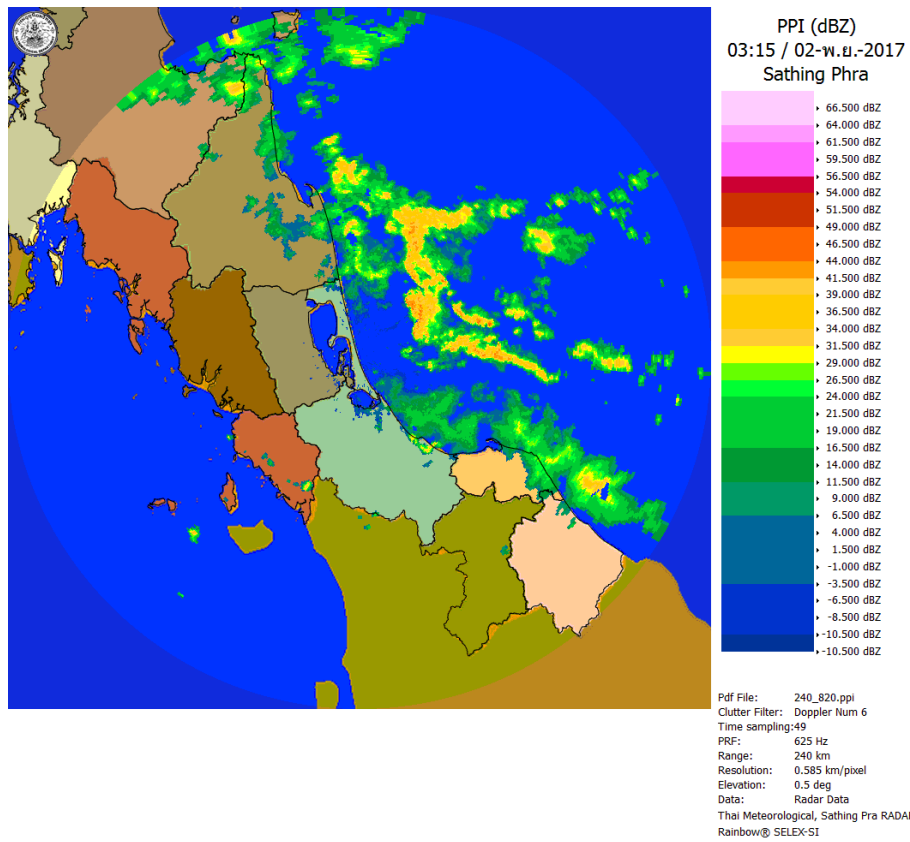 PPI (dBZ)
03:15 / 02-พ.ย.-2017
Sathing Phra
66.500 dBZ
64.000 dBZ
61.500 dBZ
59.500 dBZ
56.500 dBZ
54.000 dBZ
51.500 dBZ
49.000 dBZ
46.500 dBZ
44.000 dBZ
41.500 dBZ
39.000 dBZ
36.500 dBZ
34.000 dBZ
31.500 dBZ
29.000 dBZ
26.500 dBZ
24.000 dBZ
21.500 dBZ
19.000 dBZ
16.500 dBZ
14.000 dBZ
11.500 dBZ
9.000 dBZ
6.500 dBZ
4.000 dBZ
1.500 dBZ
-1.000 dBZ
-3.500 dBZ
-6.500 dBZ
-8.500 dBZ
-10.500 dBZ
-10.500 dBZ
Pdf File: 240_820.ppi
Clutter Filter: Doppler Num 6
Time sampling:49
PRF: 625 Hz
Range: 240 km
Resolution: 0.585 km/pixel
Elevation: 0.5 deg
Data: Radar Data
Thai Meteorological, Sathing Pra RADAR
Rainbow® SELEX-SI